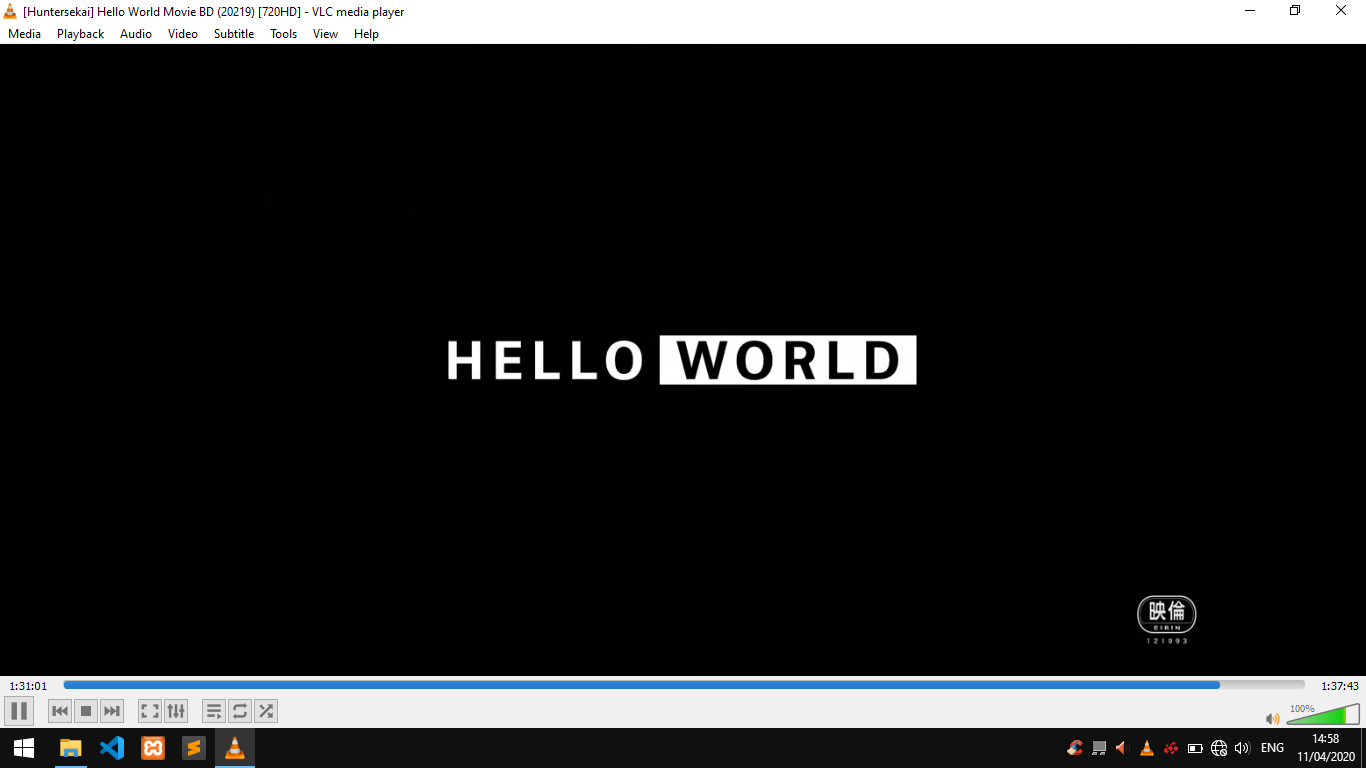 [Huntersekai] Hello World Movie BD (20219) [720HD] - VLC media player
Media Playback Audio Video Subtitle Tools View Help
HELLO WORLD
映倫
EIRIN
121993
1:31:01 1:37:43
100%
ENG
14:58
11/04/2020